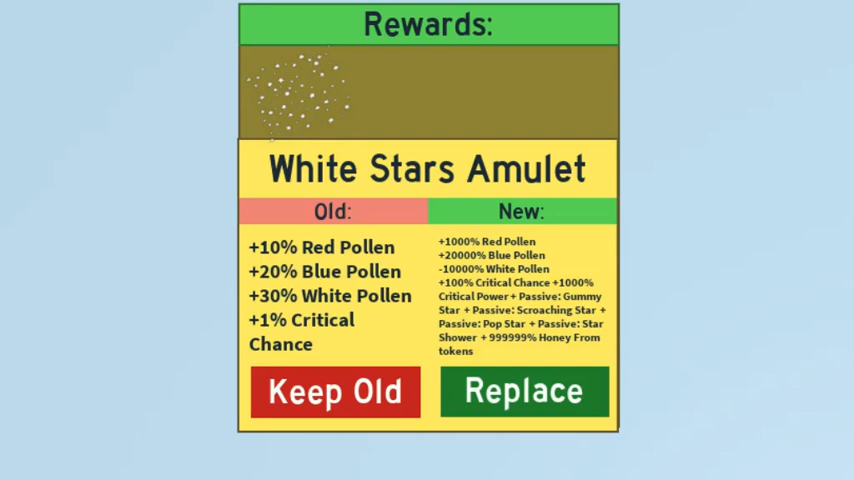 Rewards:
White Stars Amulet
Old:
New:
+10% Red Pollen
+20% Blue Pollen
+30% White Pollen
+1% Critical
Chance
+1000% Red Pollen
+20000% Blue Pollen
-10000% White Pollen
+100% Critical Chance +1000%
Critical Power + Passive: Gummy
Star + Passive: Scroaching Star +
Passive: Pop Star + Passive: Star
Shower + 999999% Honey From
tokens
Keep Old
Replace